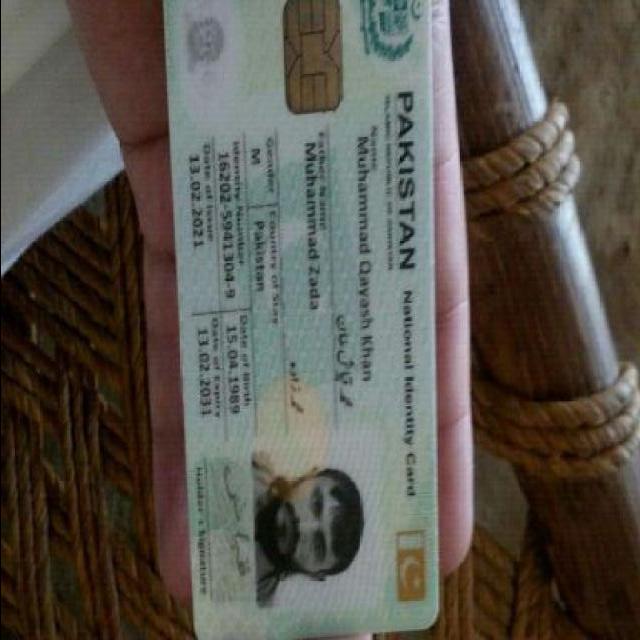 PAKISTAN National Identity Card
ISLAMIC REPUBLIC OF PAKISTAN
Name
Muhammad Qayash Khan
Father Name
Muhammad Zada
Gender
Country of Stay
M
Pakistan
Identity Number
Date of Birth
16202-5941304-9
15.04.1989
Date of Issue
Date of Expiry
13.02.2021
13.02.2031
Holder's Signature